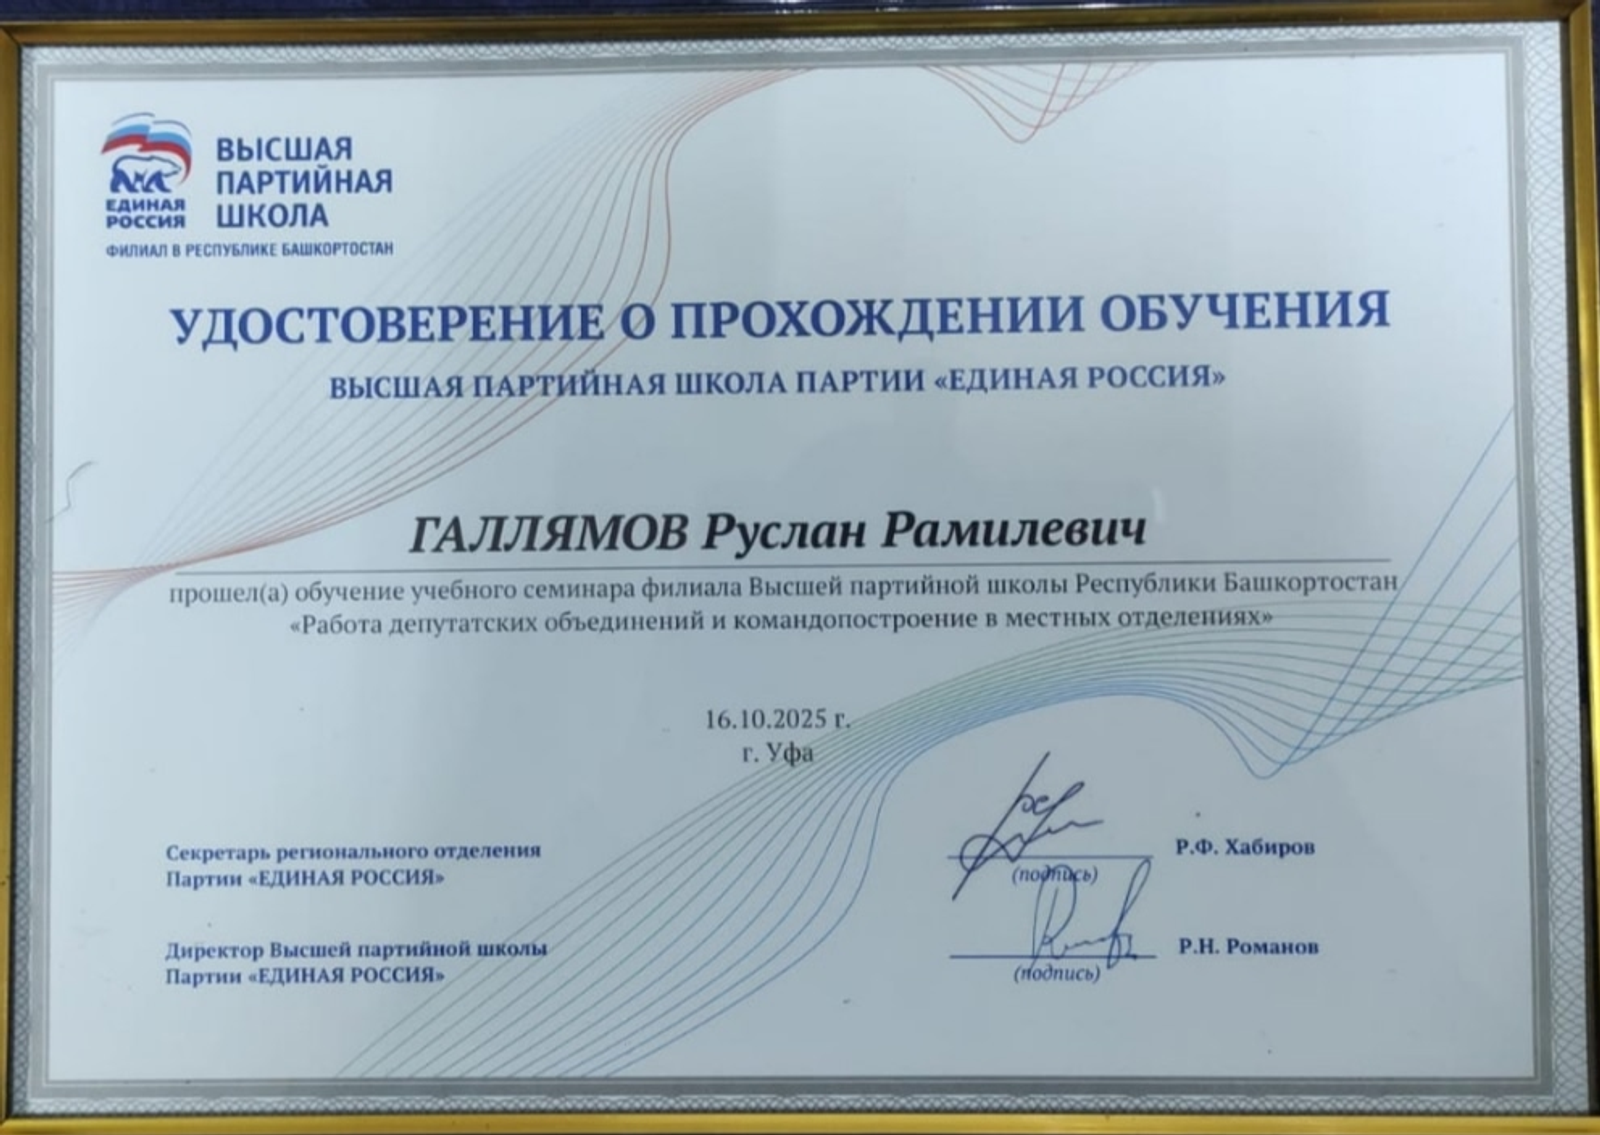 ВЫСШАЯ
ПАРТИЙНАЯ
ШКОЛА
ЕДИНАЯ
РОССИЯ
ФИЛИАЛ В РЕСПУБЛИКЕ БАШКОРТОСТАН
УДОСТОВЕРЕНИЕ О ПРОХОЖДЕНИИ ОБУЧЕНИЯ
ВЫСШАЯ ПАРТИЙНАЯ ШКОЛА ПАРТИИ «ЕДИНАЯ РОССИЯ»
ГАЛЛЯМОВ Руслан Рамилевич
прошел(а) обучение учебного семинара филиала Высшей партийной школы Республики Башкортостан
«Работа депутатских объединений и командопостроение в местных отделениях»
16.10.2025 г.
г. Уфа
Секретарь регионального отделения
Партии «ЕДИНАЯ РОССИЯ»
(подпись)
Р.Ф. Хабиров
Директор Высшей партийной школы
Партии «ЕДИНАЯ РОССИЯ»
(подпись)
Р.Н. Романов